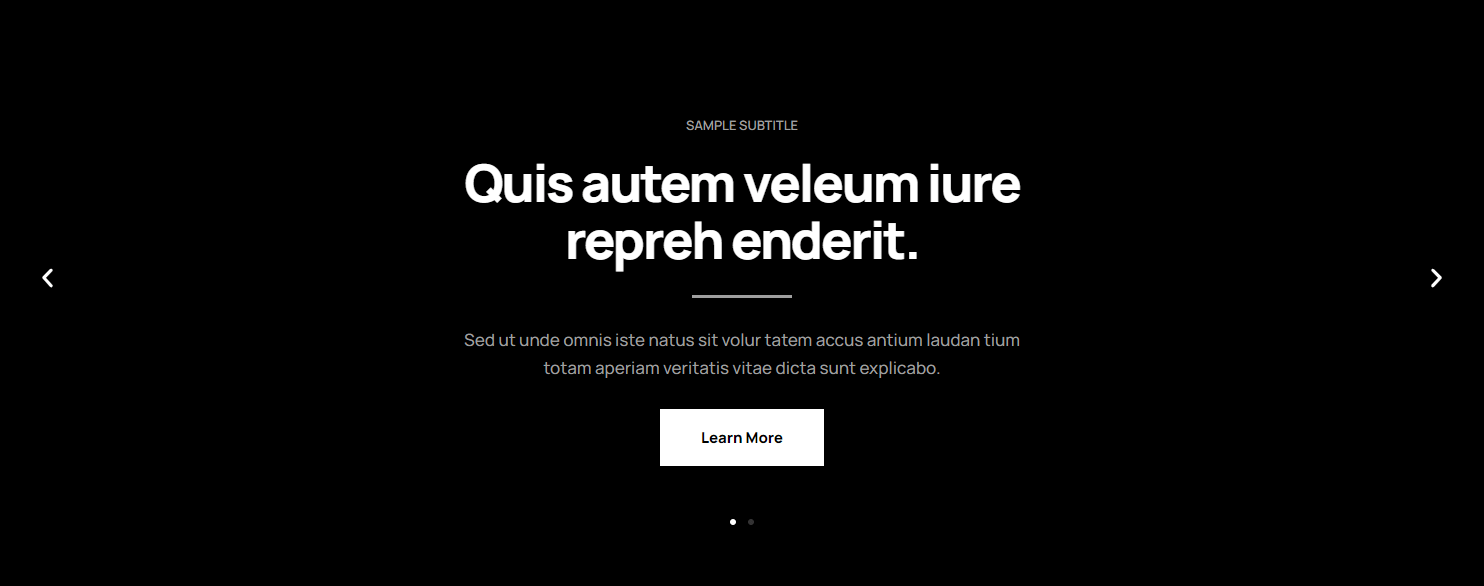 SAMPLE SUBTITLE
Quis autem veleum iure
repreh enderit.
Sed ut unde omnis iste natus sit volur tatem accus antium laudan tium
totam aperiam veritatis vitae dicta sunt explicabo.
Learn More